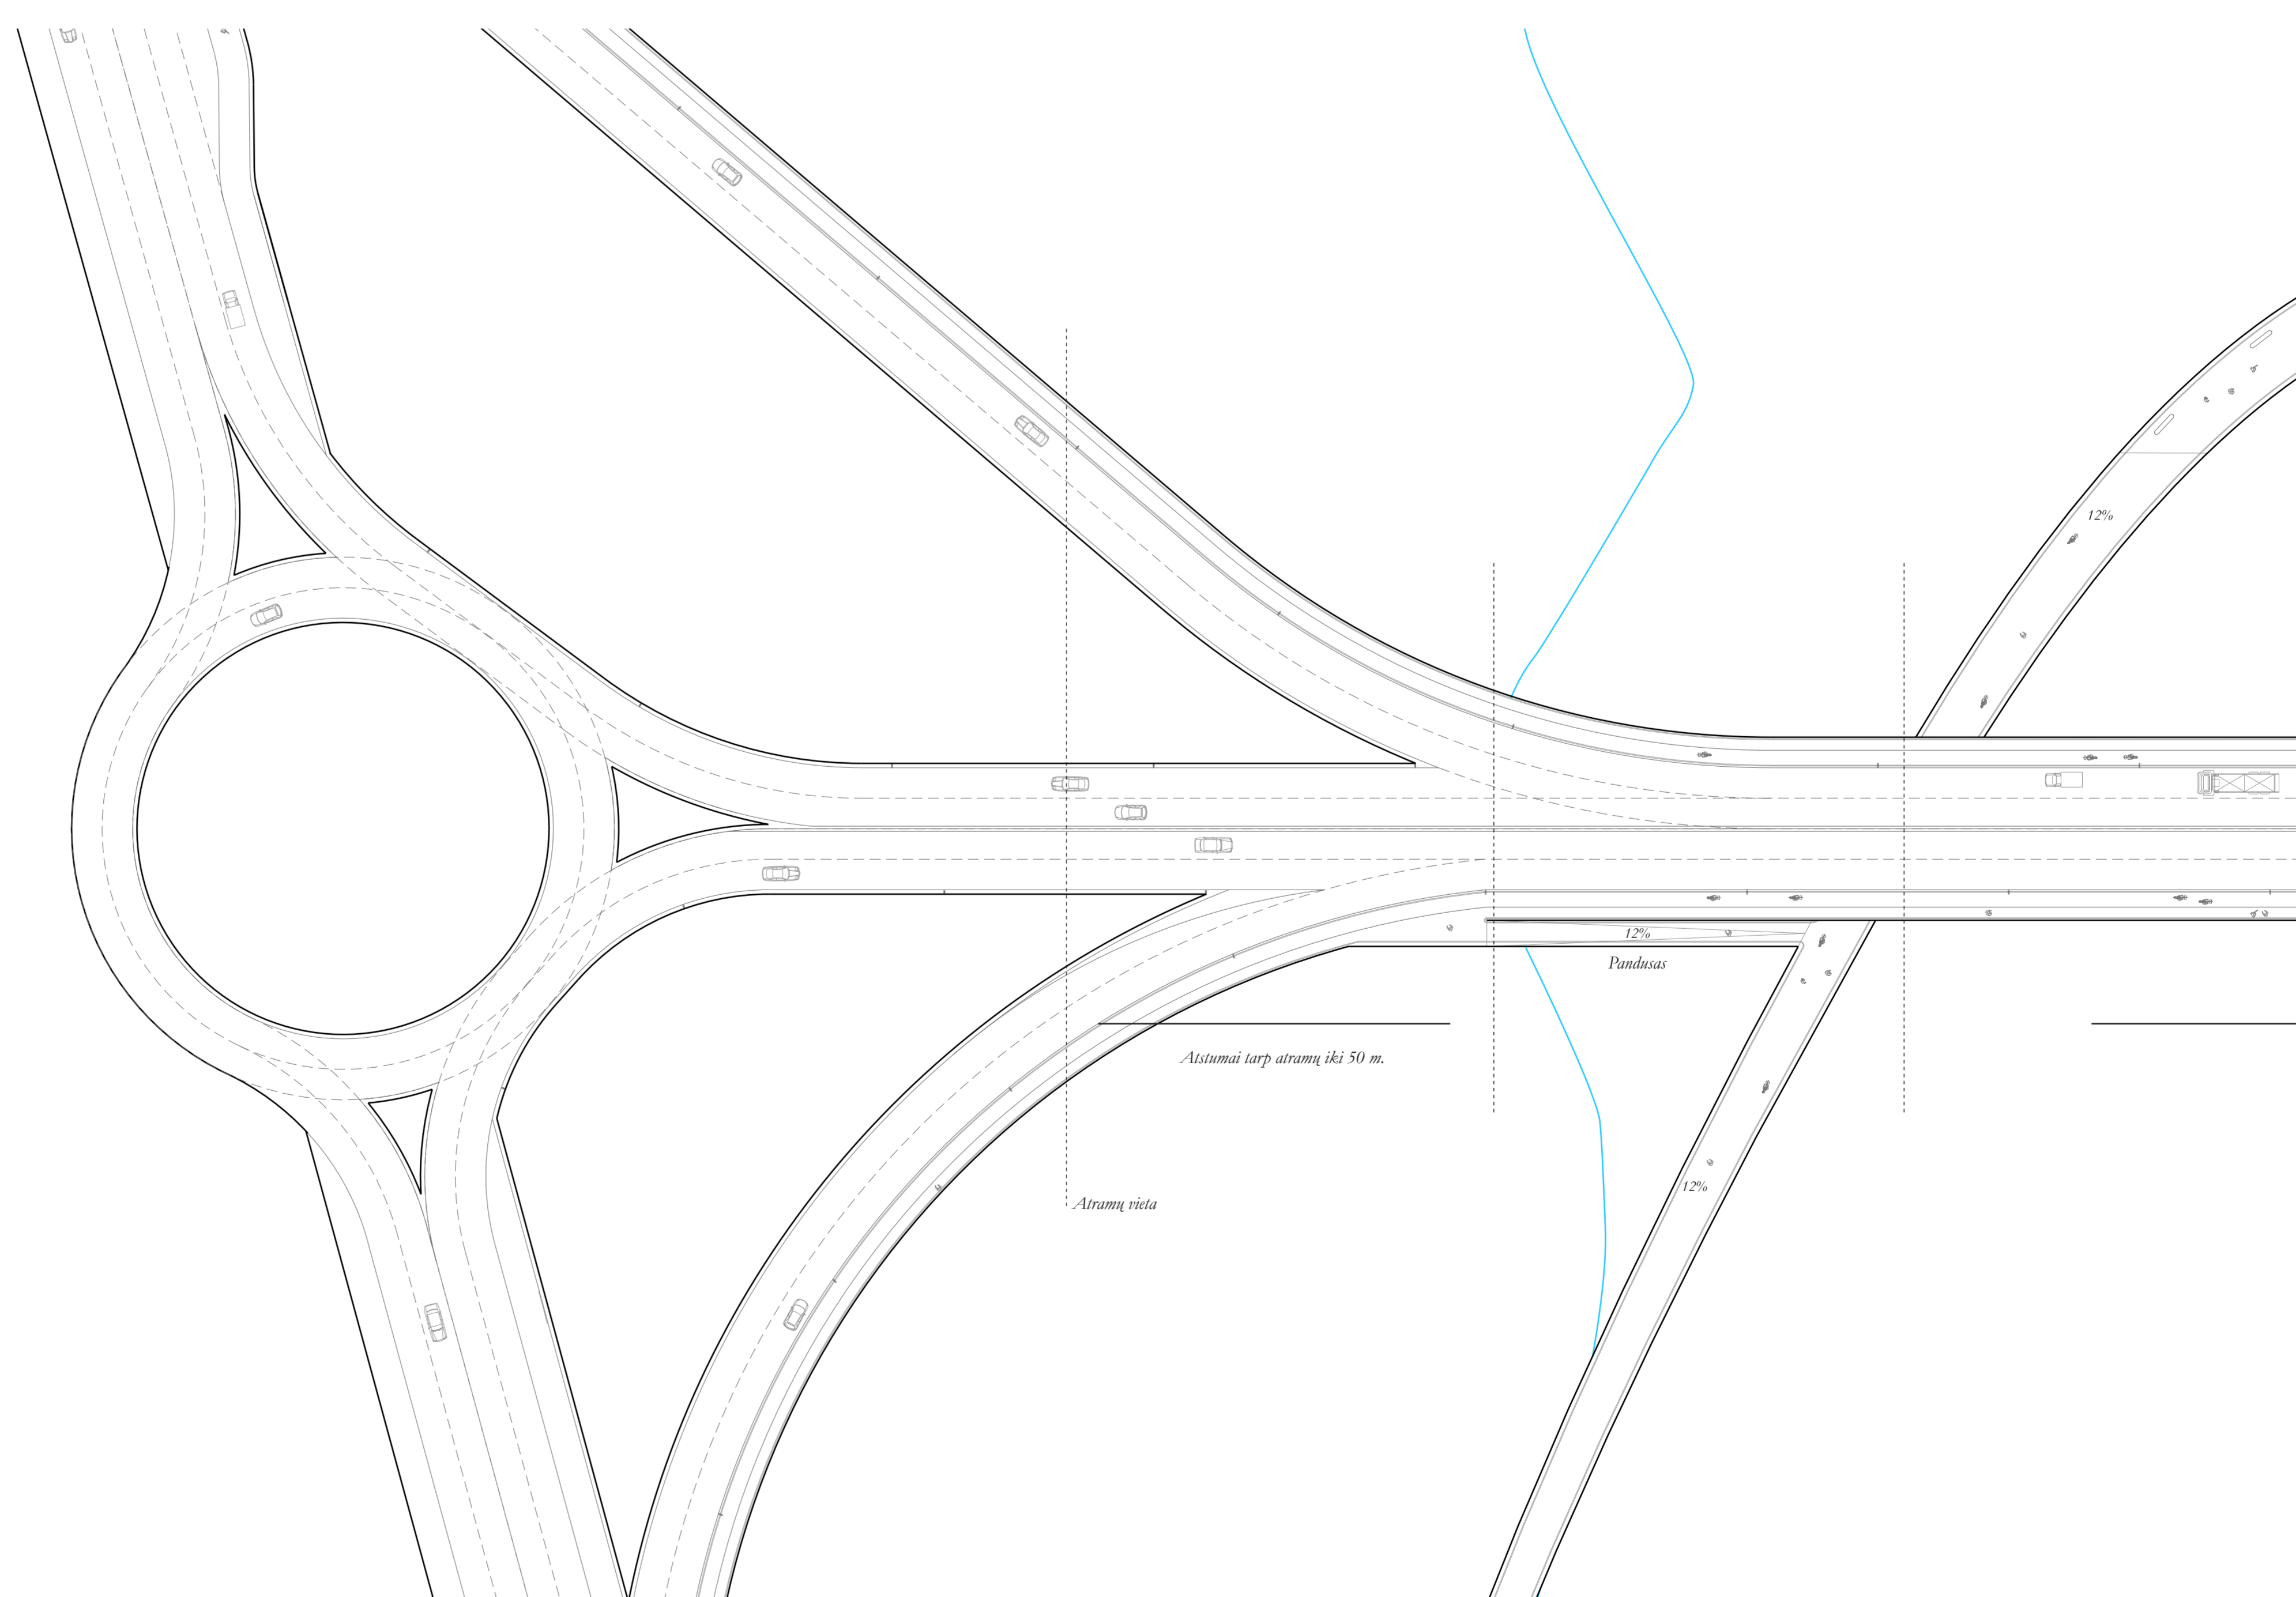 12%
12%
Pandusas
Atstumai tarp atramų iki 50 m.
12%
Atramų vieta